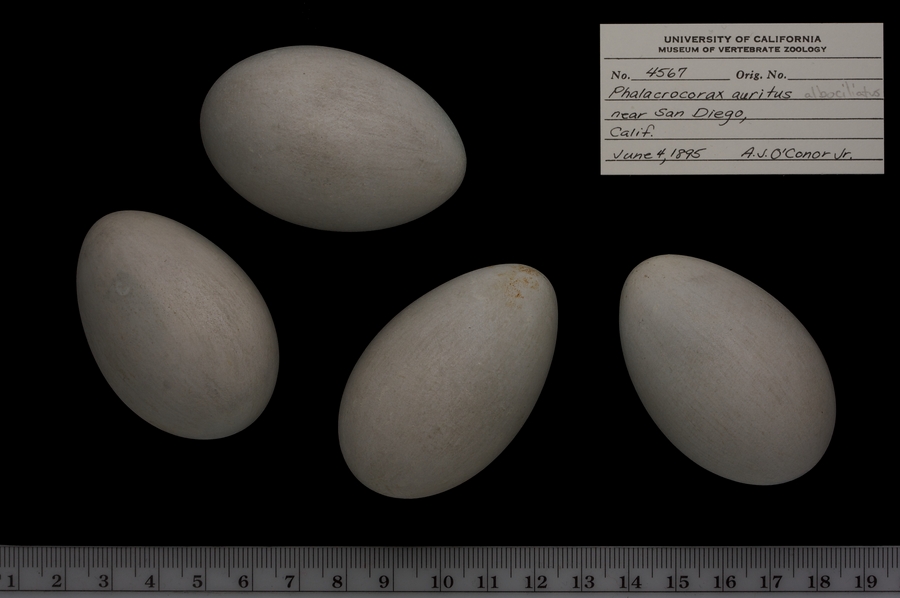 UNIVERSITY OF CALIFORNIA
MUSEUM OF VERTEBRATE ZOOLOGY
No. 4567 Orig. No.
Phalacrocorax auritus albociliatus
near San Diego,
Calif.
June 4, 1895 A.J. O'Conor Jr.
1 2 3 4 5 6 7 8 9 10 11 12 13 14 15 16 17 18 19